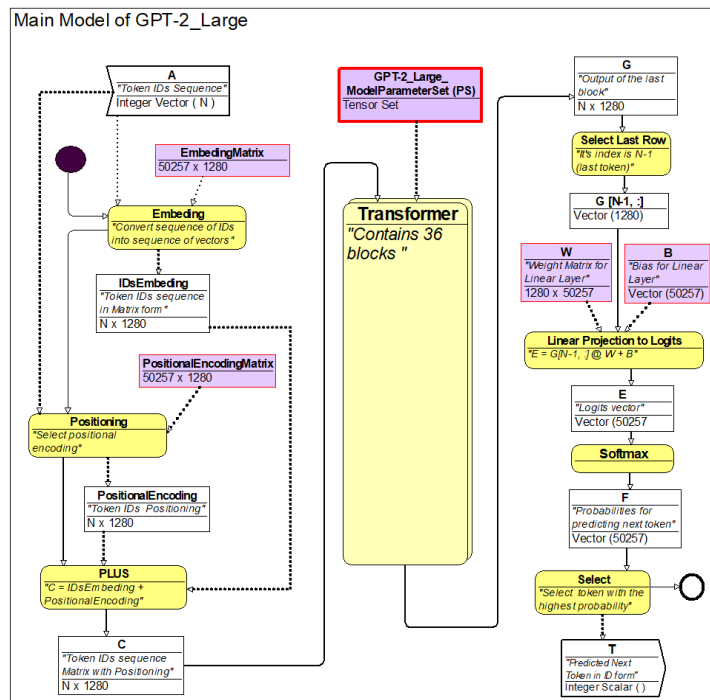 Main Model of GPT-2_Large
A
"Token IDs Sequence"
Integer Vector ( N )
EmbedingMatrix
50257 x 1280
Embeding
"Convert sequence of IDs
into sequence of vectors"
IDsEmbeding
"Token IDs sequence
in Matrix form"
N x 1280
PositionalEncodingMatrix
50257 x 1280
Positioning
"Select positional
encoding"
PositionalEncoding
"Token IDs Positioning"
N x 1280
PLUS
"C = IDsEmbeding +
PositionalEncoding"
C
"Token IDs sequence
Matrix with Positioning"
N x 1280
GPT-2_Large_
ModelParameterSet (PS)
Tensor Set
Transformer
"Contains 36
blocks "
G
"Output of the last
block"
N x 1280
Select Last Row
"It's index is N-1
(last token)"
G [N-1, :]
Vector (1280)
W
"Weight Matrix for
Linear Layer"
1280 x 50257
B
"Bias for Linear
Layer"
Vector (50257)
Linear Projection to Logits
"E = G[N-1, :] @ W + B"
E
"Logits vector"
Vector (50257
Softmax
F
"Probabilities for
predicting next token"
Vector (50257)
Select
"Select token with the
highest probability"
T
"Predicted Next
Token in ID form"
Integer Scalar ( )